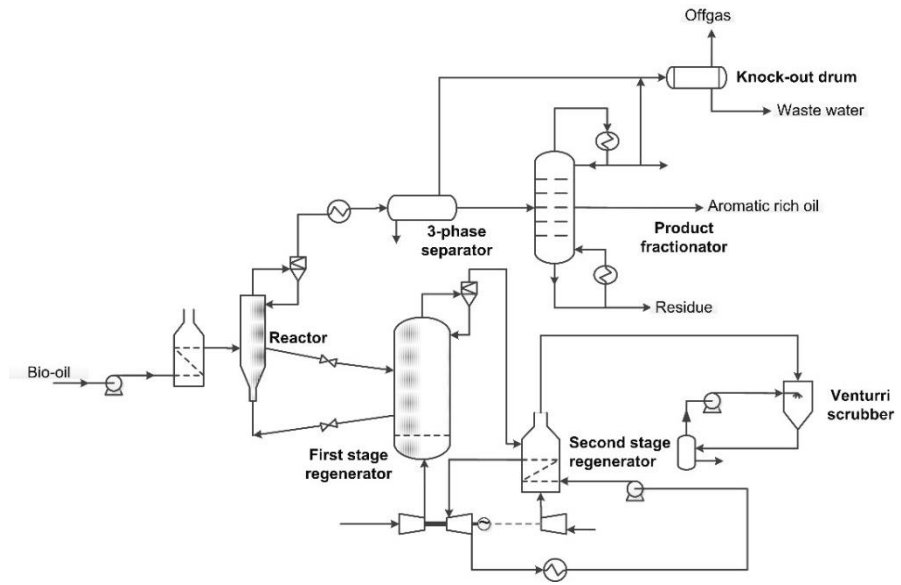 Offgas
Knock-out drum
Waste water
Aromatic rich oil
3-phase
separator
Product
fractionator
Residue
Reactor
Bio-oil
First stage
regenerator
Second stage
regenerator
Venturri
scrubber